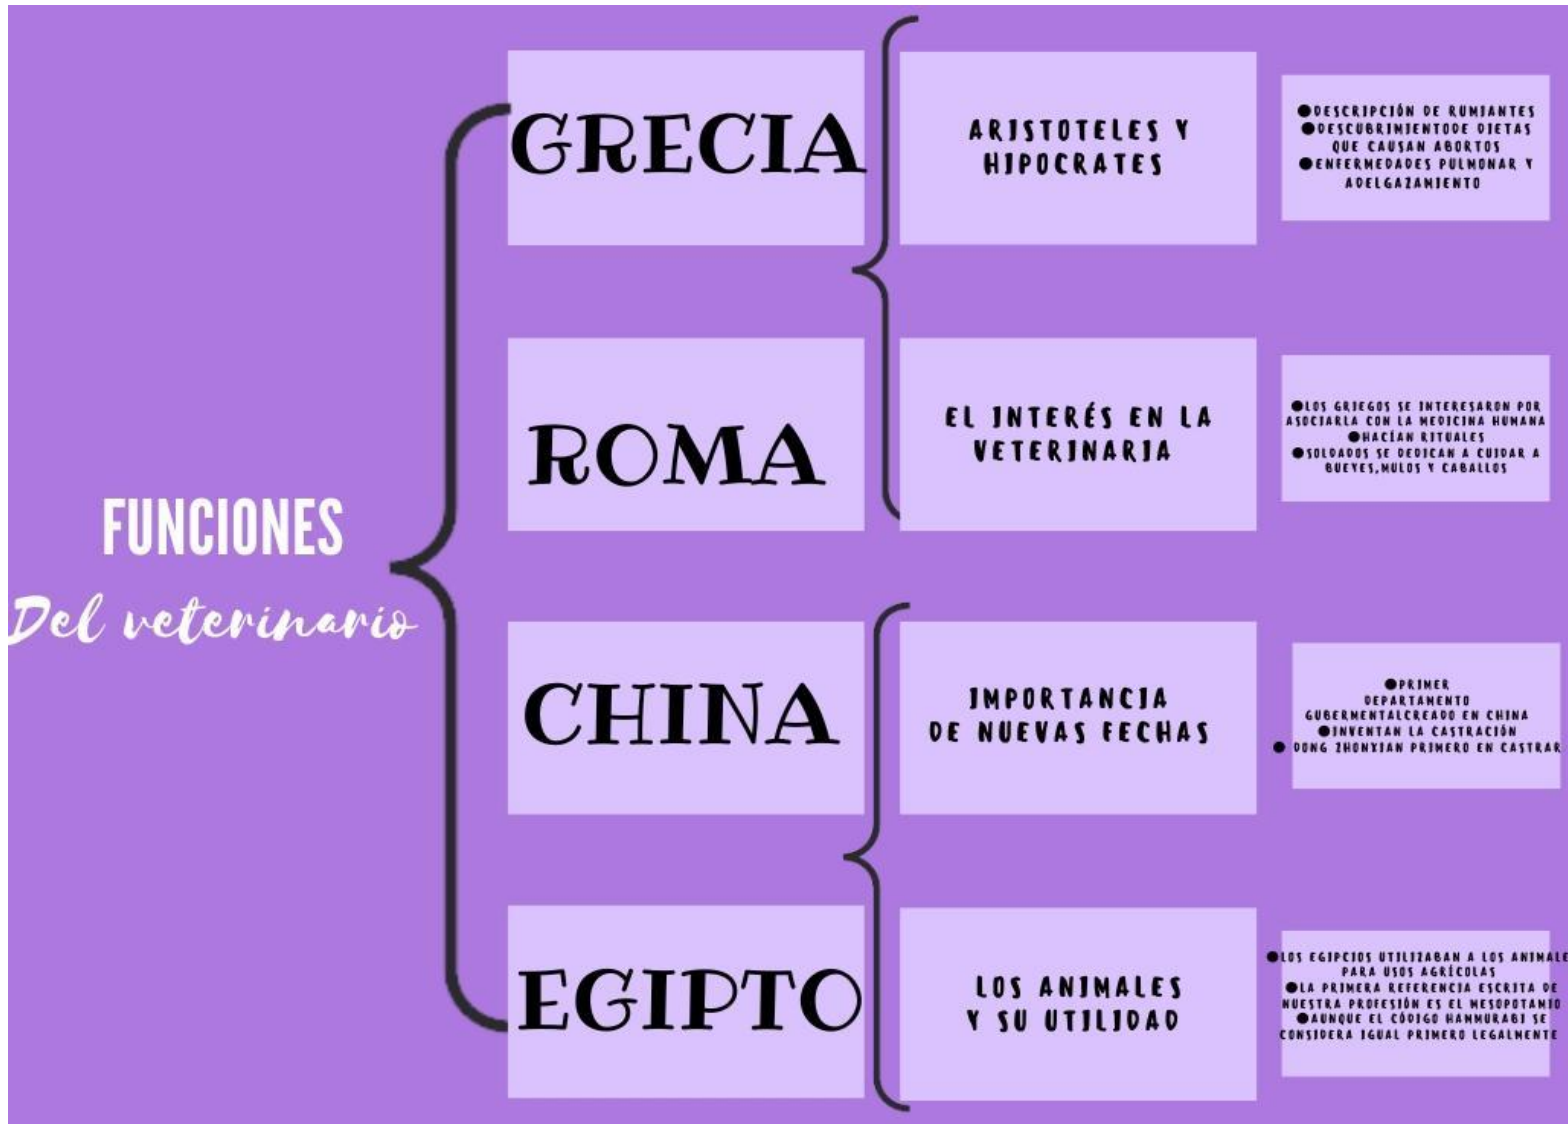 FUNCIONES
Del veterinario
GRECIA
ARISTOTELES Y
HIPOCRATES
●DESCRIPCIÓN DE RUMIANTES
●DESCUBRIMIENTODE DIETAS
QUE CAUSAN ABORTOS
●ENFERMEDADES PULMONAR Y
ADELGAZAMIENTO
ROMA
EL INTERÉS EN LA
VETERINARIA
●LOS GRIEGOS SE INTERESARON POR
ASOCIARLA CON LA MEDICINA HUMANA
●HACÍAN RITUALES
●SOLDADOS SE DEDICAN A CUIDAR A
BUEYES,MULOS Y CABALLOS
CHINA
IMPORTANCIA
DE NUEVAS FECHAS
●PRIMER
DEPARTAMENTO
GUBERMENTALCREADO EN CHINA
●INVENTAN LA CASTRACIÓN
● DONG ZHONXIAN PRIMERO EN CASTRAR
EGIPTO
LOS ANIMALES
Y SU UTILIDAD
●LOS EGIPCIOS UTILIZABAN A LOS ANIMALE
PARA USOS AGRÍCOLAS
●LA PRIMERA REFERENCIA ESCRITA DE
NUESTRA PROFESIÓN ES EL MESOPOTAMIO
●AUNQUE EL CÓDIGO HAMMURABI SE
CONSIDERA IGUAL PRIMERO LEGALMENTE